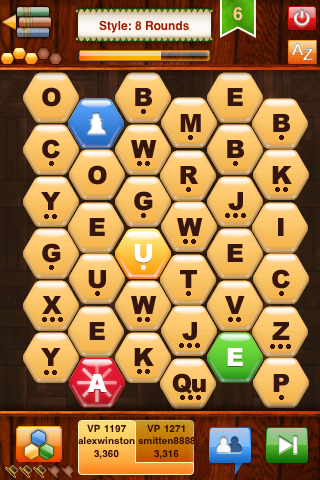 Style: 8 Rounds
6
AZ
O B E
M B
C W B
O R K
Y G J
E W I
G U E
U T C
X W V
E J Z
Y K E
A Qu P
VP 1197 VP 1271
alexwinston smitten8888
3,360 3,316